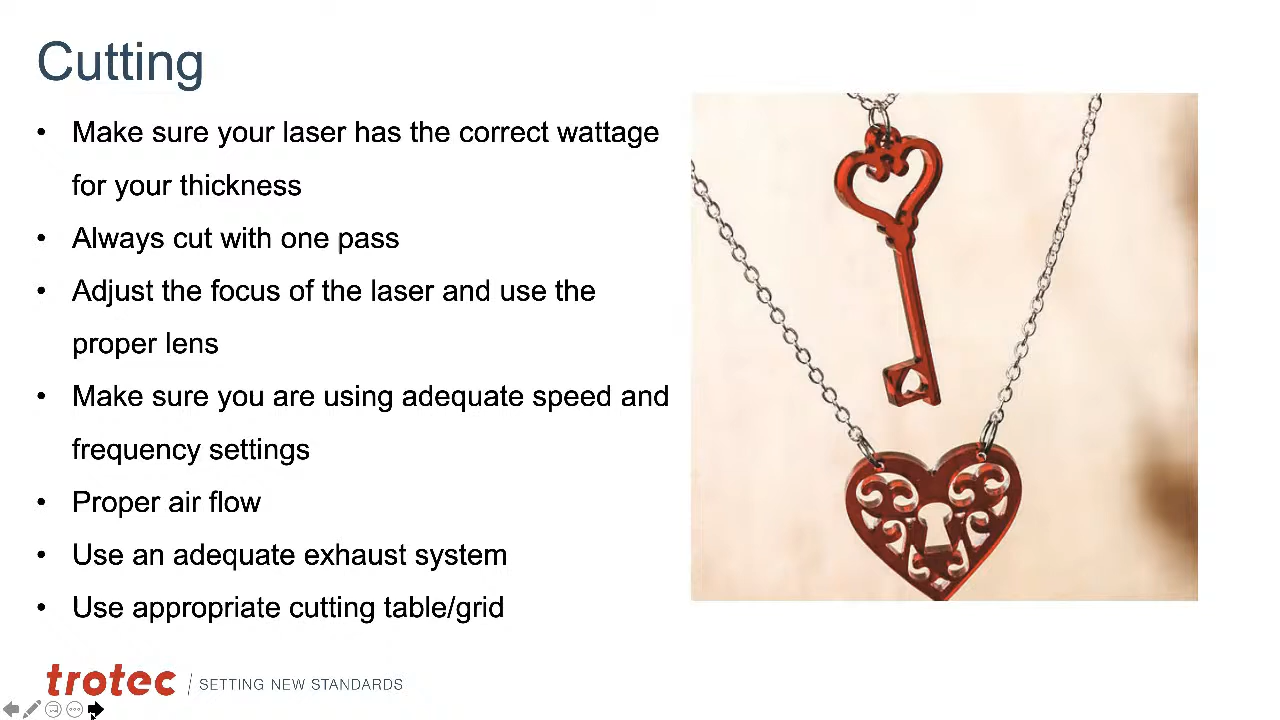 Cutting
• Make sure your laser has the correct wattage
for your thickness
• Always cut with one pass
• Adjust the focus of the laser and use the
proper lens
• Make sure you are using adequate speed and
frequency settings
• Proper air flow
• Use an adequate exhaust system
• Use appropriate cutting table/grid
trotec / SETTING NEW STANDARDS